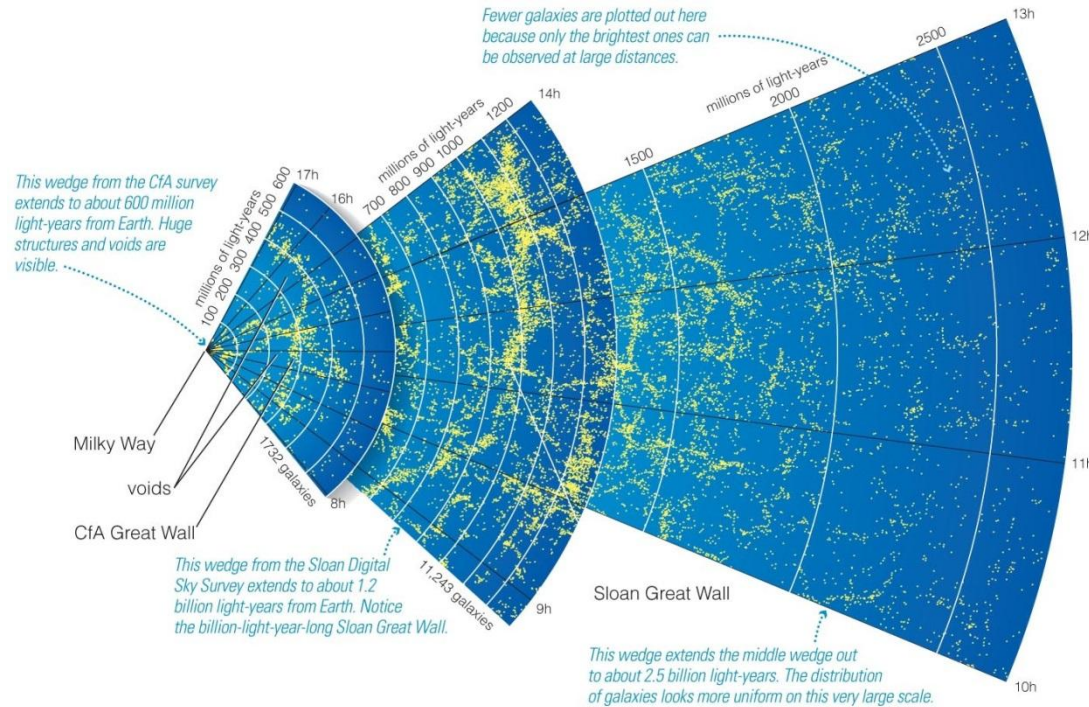 Fewer galaxies are plotted out here
because only the brightest ones can
be observed at large distances.
13h
2500
millions of light-years
2000
1500
12h
11h
10h
14h
millions of light-years
1200
1000
900
800
700
9h
11,243 galaxies
This wedge from the CfA survey
extends to about 600 million
light-years from Earth. Huge
structures and voids are
visible.
17h
16h
millions of light-years
600
500
400
300
200
100
8h
1732 galaxies
Milky Way
voids
CfA Great Wall
This wedge from the Sloan Digital
Sky Survey extends to about 1.2
billion light-years from Earth. Notice
the billion-light-year-long Sloan Great Wall.
Sloan Great Wall
This wedge extends the middle wedge out
to about 2.5 billion light-years. The distribution
of galaxies looks more uniform on this very large scale.